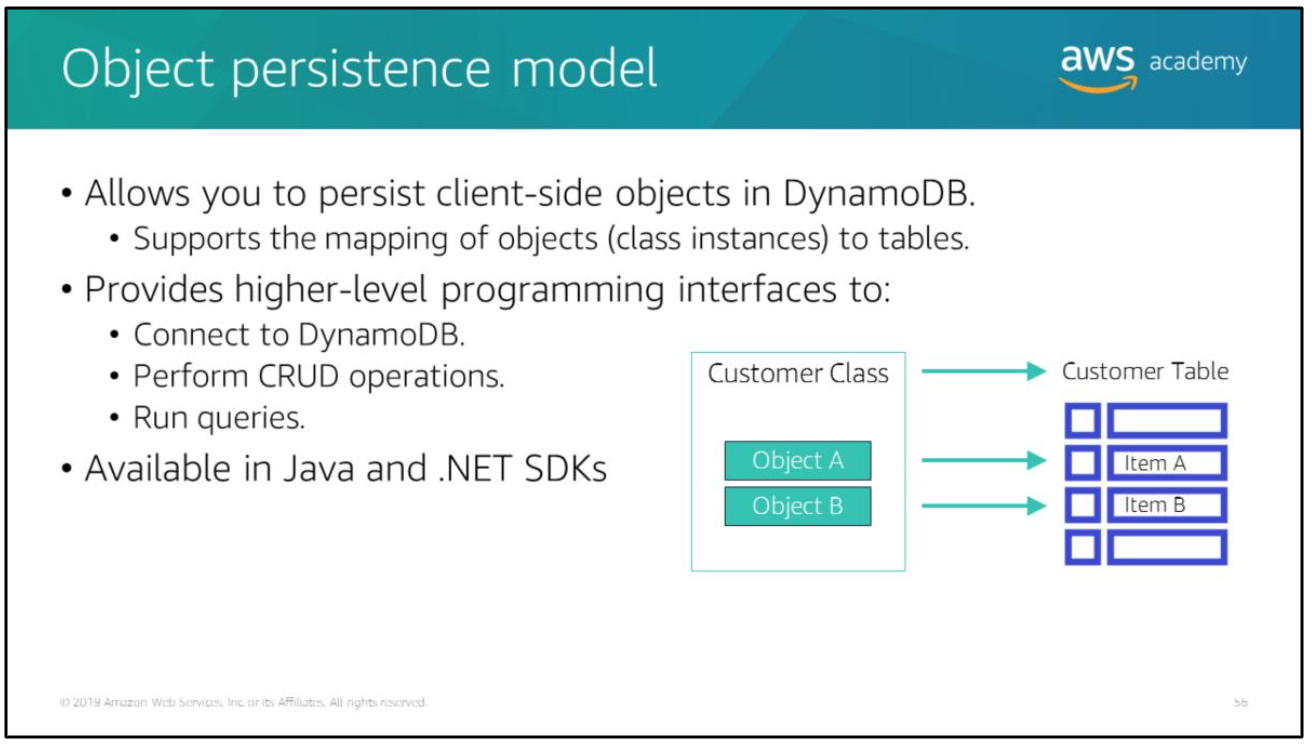 Object persistence model
aws academy
• Allows you to persist client-side objects in DynamoDB.
• Supports the mapping of objects (class instances) to tables.
• Provides higher-level programming interfaces to:
• Connect to DynamoDB.
• Perform CRUD operations.
• Run queries.
• Available in Java and .NET SDKs
Customer Class
Customer Table
Object A
Item A
Object B
Item B
© 2019 Amazon Web Services, Inc. or its Affiliates. All rights reserved.
56